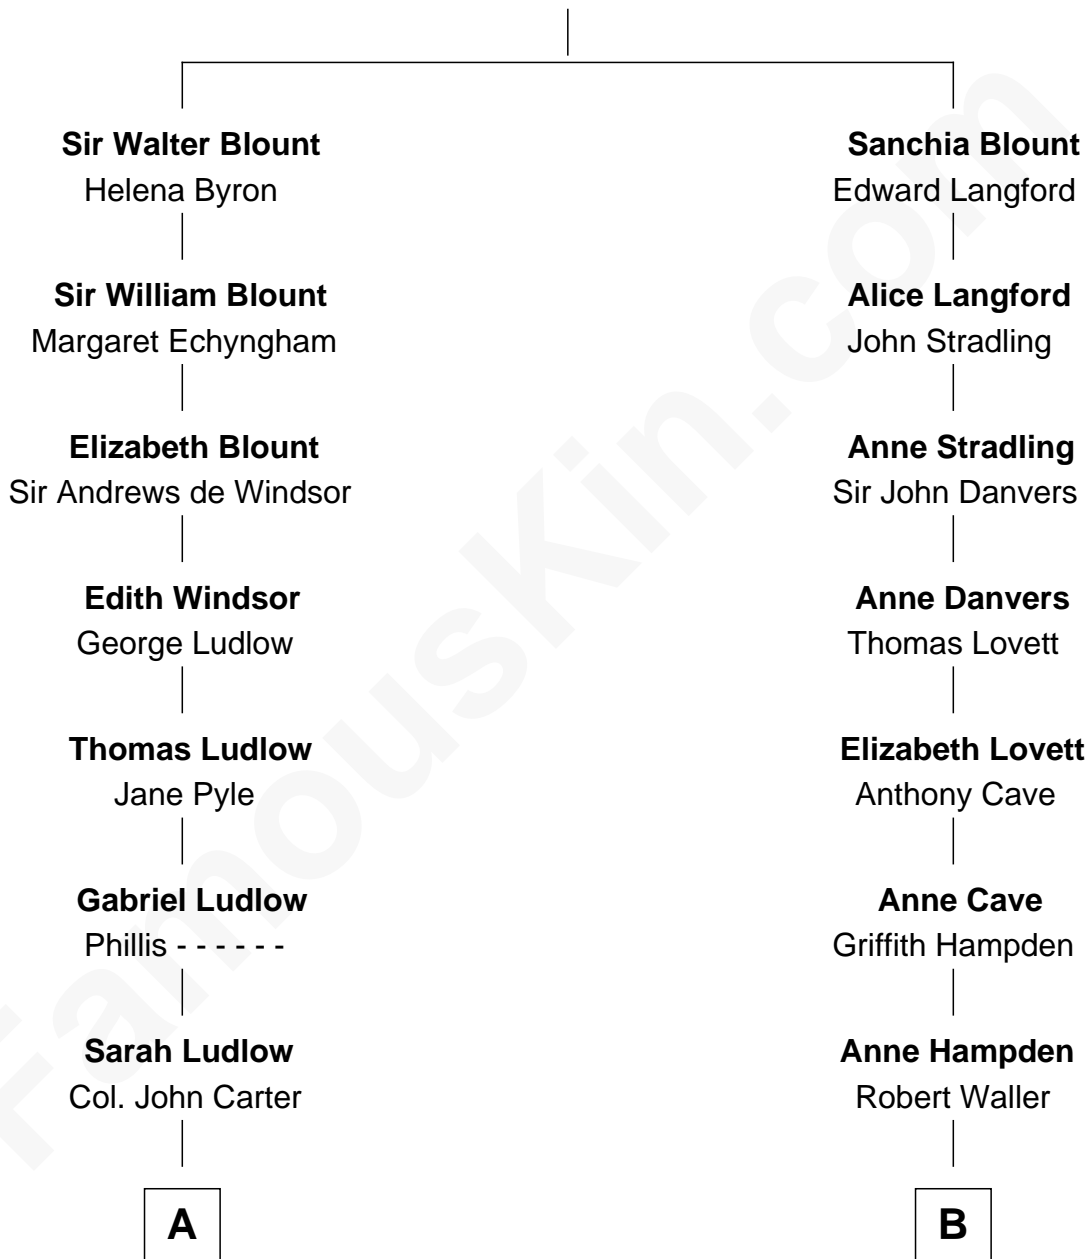 Sir Walter Blount
Helena Byron
Sir William Blount
Margaret Echyngham
Elizabeth Blount
Sir Andrews de Windsor
Edith Windsor
George Ludlow
Thomas Ludlow
Jane Pyle
Gabriel Ludlow
Phillis - - - - - -
Sarah Ludlow
Col. John Carter
A
Sanchia Blount
Edward Langford
Alice Langford
John Stradling
Anne Stradling
Sir John Danvers
Anne Danvers
Thomas Lovett
Elizabeth Lovett
Anthony Cave
Anne Cave
Griffith Hampden
Anne Hampden
Robert Waller
B
FamousKin.com